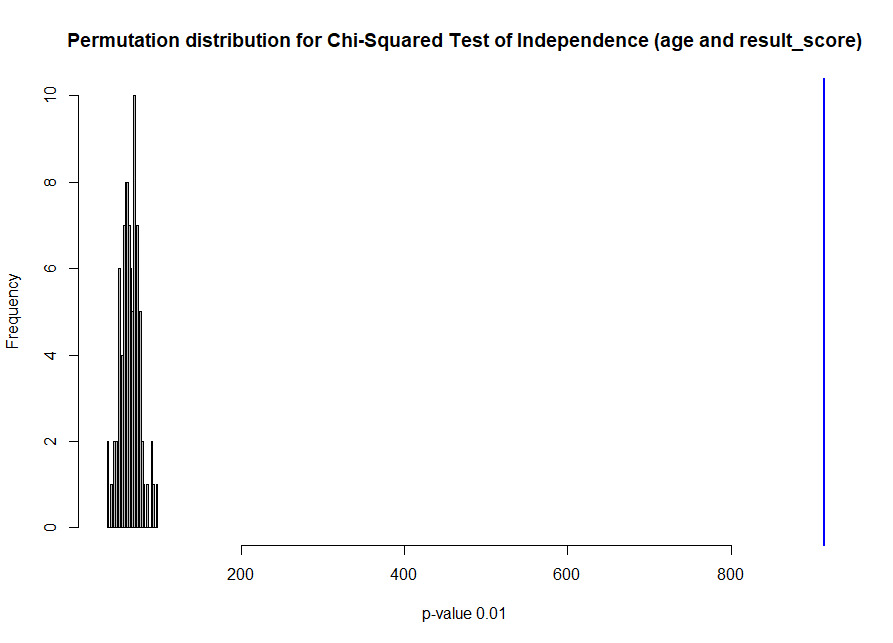 Permutation distribution for Chi-Squared Test of Independence (age and result_score)
Frequency
10
8
6
4
2
0
200 400 600 800
p-value 0.01